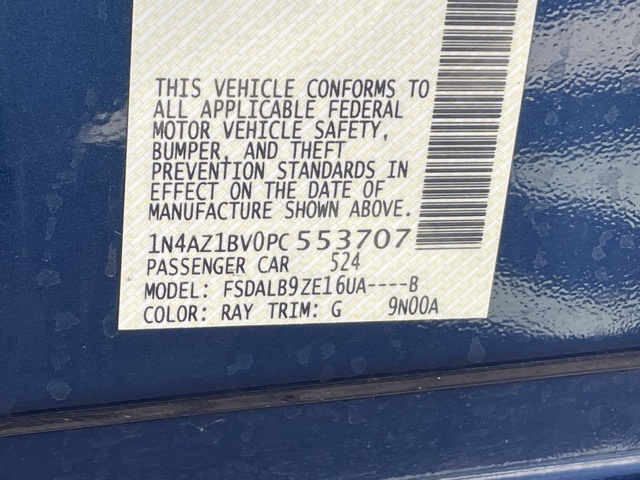 THIS VEHICLE CONFORMS TO
ALL APPLICABLE FEDERAL
MOTOR VEHICLE SAFETY,
BUMPER, AND THEFT
PREVENTION STANDARDS IN
EFFECT ON THE DATE OF
MANUFACTURE SHOWN ABOVE.
1N4AZ1BV0PC553707
PASSENGER CAR 524
MODEL: FSDALB9ZE16UA----B
COLOR: RAY TRIM: G 9N00A